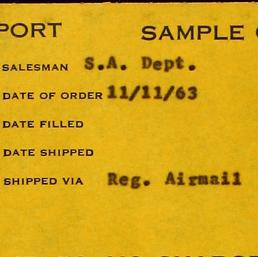 PORT SAMPLE
SALESMAN S.A. Dept.
DATE OF ORDER 11/11/63
DATE FILLED
DATE SHIPPED
SHIPPED VIA Reg. Airmail